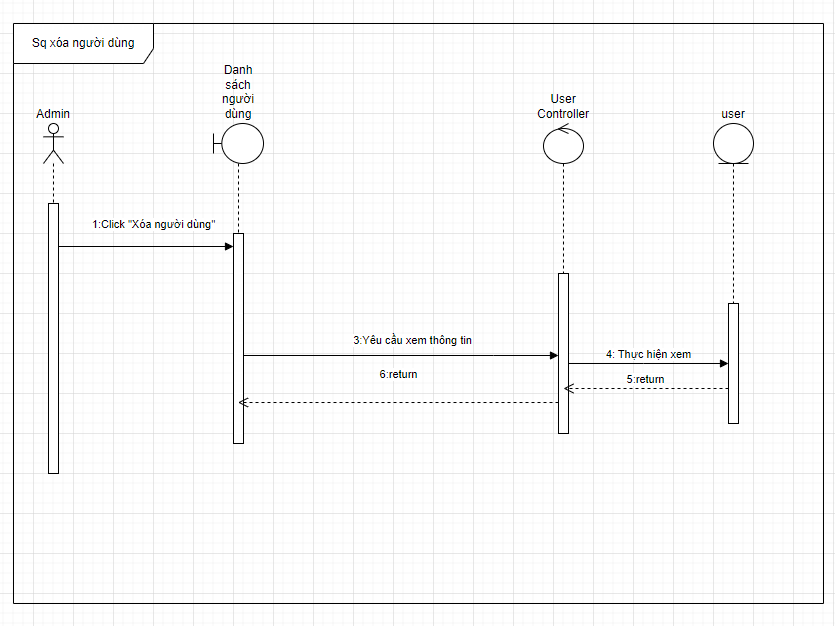 Sq xóa người dùng
Danh
sách
người
dùng
Admin
User
Controller
user
1:Click "Xóa người dùng"
3:Yêu cầu xem thông tin
4: Thực hiện xem
6:return
5:return